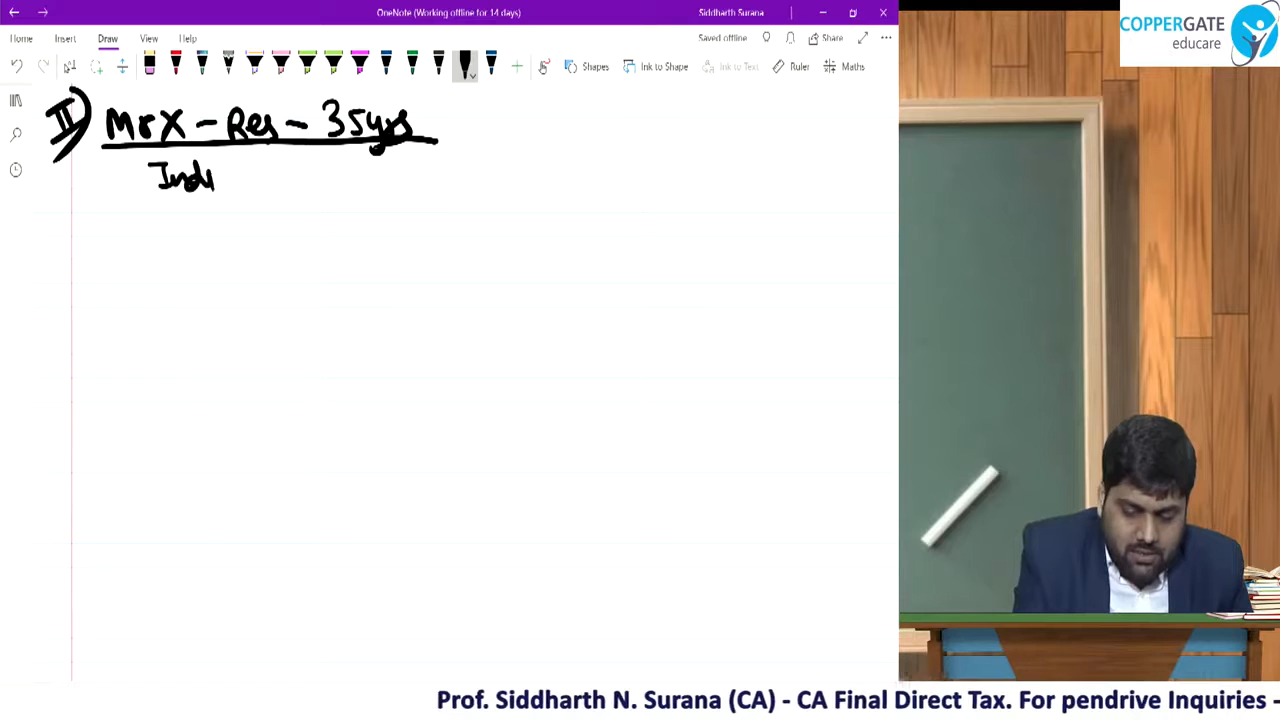 OneNote (Working offline for 14 days)
Siddharth Surana
COPPERGATE
educare
Home Insert Draw View Help
Saved offline
Share
Shapes
Ink to Shape
Ink to Text
Ruler
Maths
II) Mr X - Res - 35yrs
Indi
Prof. Siddharth N. Surana (CA) - CA Final Direct Tax. For pendrive Inquiries -